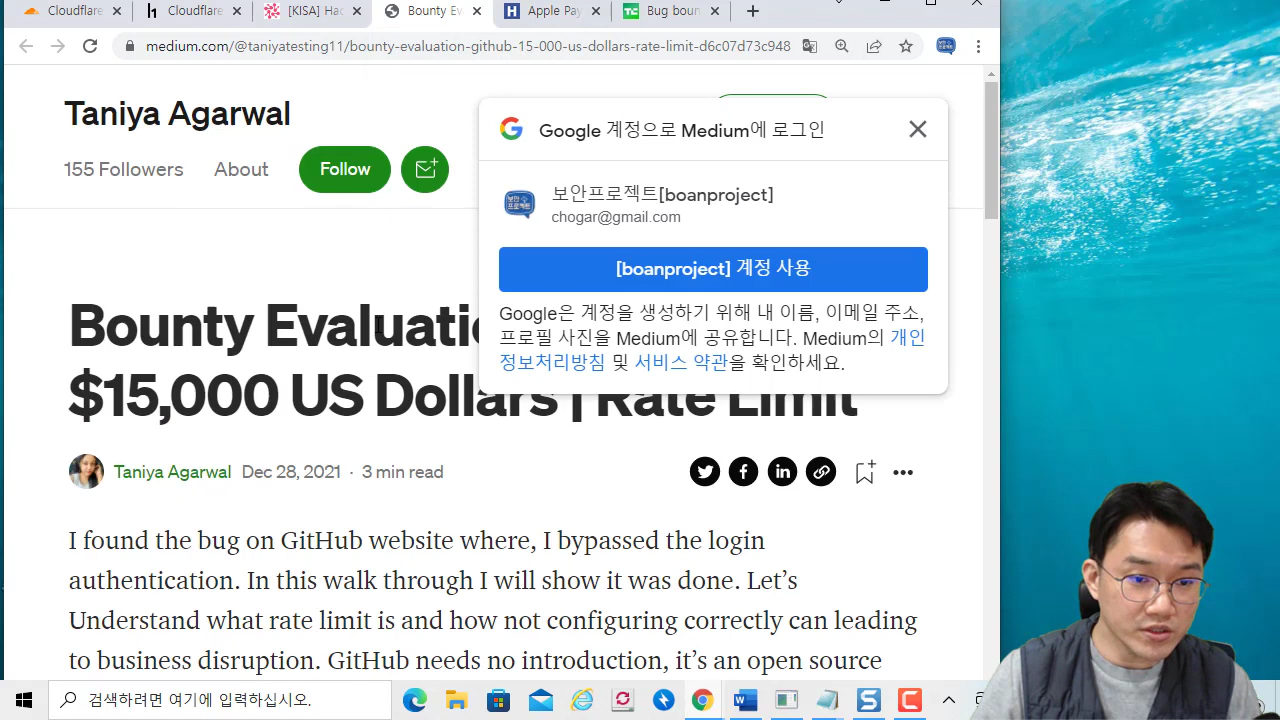 Cloudflare
Cloudflare
[KISA] Hac
Bounty Ev
Apple Pay
Bug boun
medium.com/@taniyatesting11/bounty-evaluation-github-15-000-us-dollars-rate-limit-d6c07d73c948
Taniya Agarwal
155 Followers
About
Follow
Google 계정으로 Medium에 로그인
보안프로젝트[boanproject]
chogar@gmail.com
[boanproject] 계정 사용
Google은 계정을 생성하기 위해 내 이름, 이메일 주소,
프로필 사진을 Medium에 공유합니다. Medium의 개인
정보처리방침 및 서비스 약관을 확인하세요.
Bounty Evaluatio
$15,000 US Dollars | Rate Limit
Taniya Agarwal Dec 28, 2021 · 3 min read
I found the bug on GitHub website where, I bypassed the login
authentication. In this walk through I will show it was done. Let’s
Understand what rate limit is and how not configuring correctly can leading
to business disruption. GitHub needs no introduction, it’s an open source
검색하려면 여기에 입력하십시오.